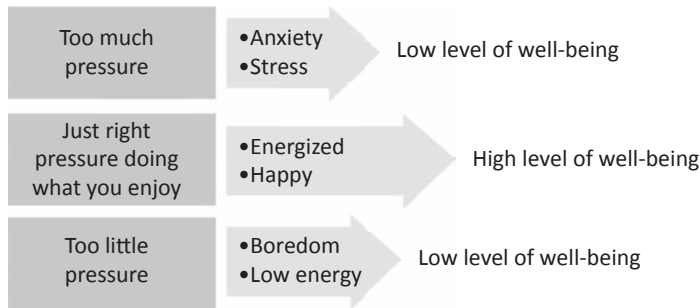 Too much
pressure
•Anxiety
•Stress
Low level of well-being
Just right
pressure doing
what you enjoy
•Energized
•Happy
High level of well-being
Too little
pressure
•Boredom
•Low energy
Low level of well-being